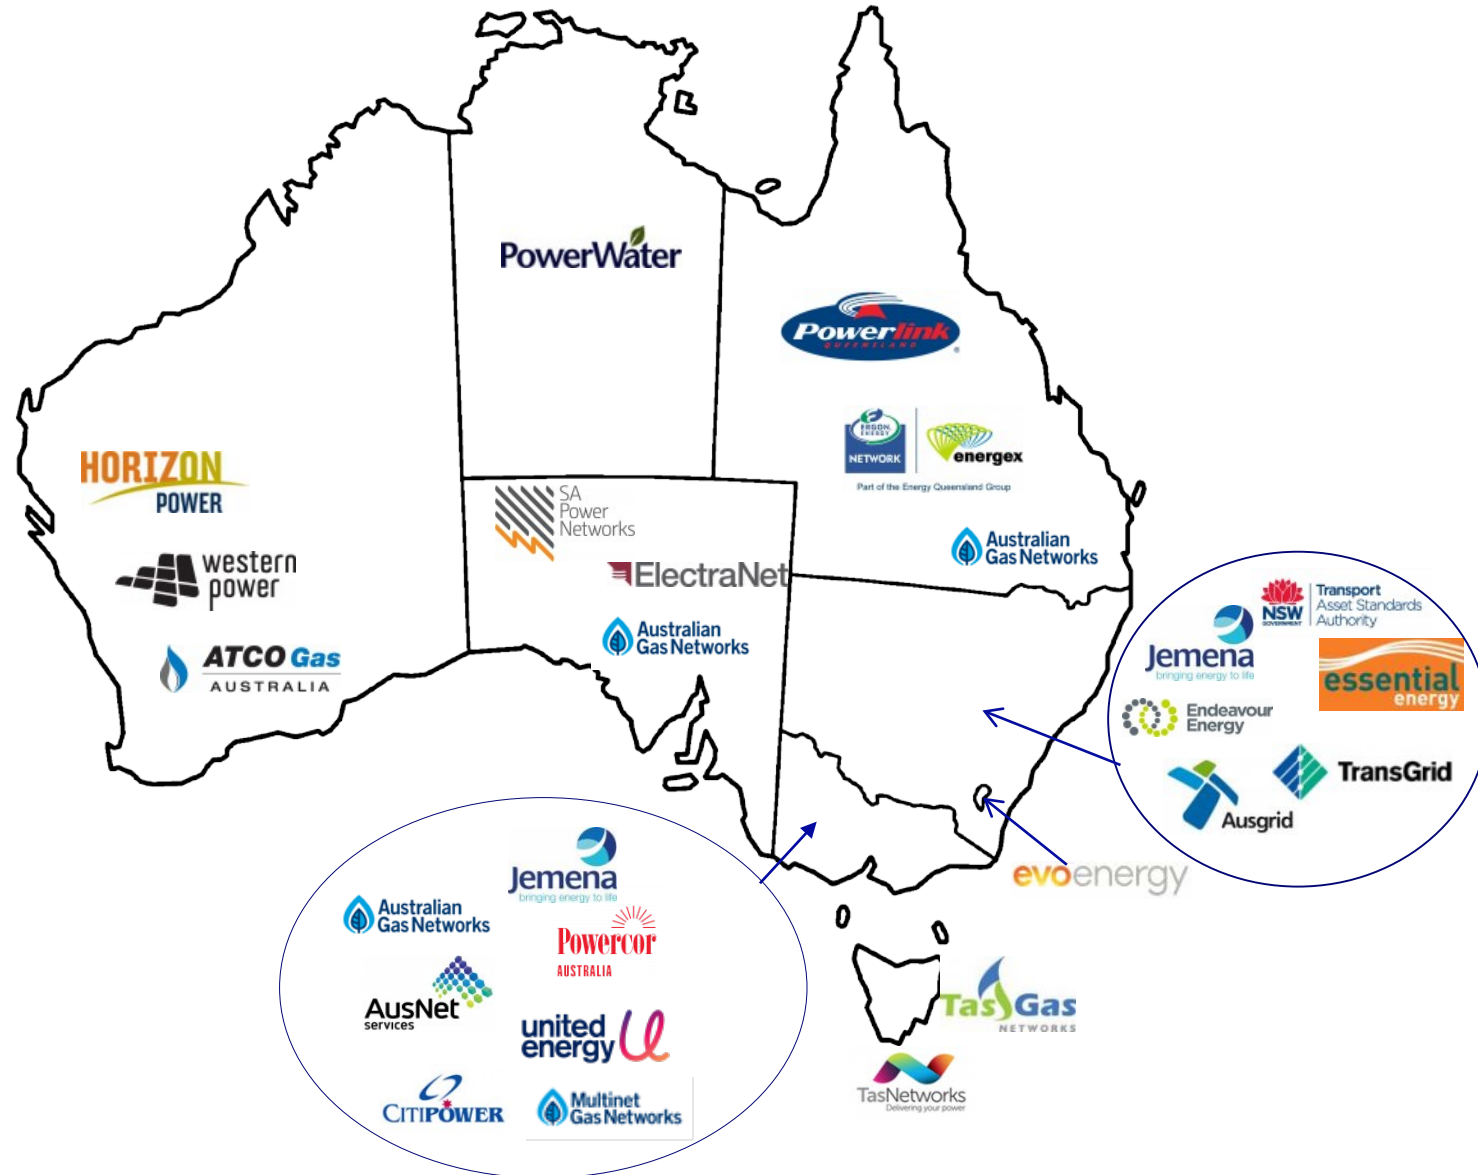 PowerWater
Powerlink
QUEENSLAND
ERGON.
ENERGY
NETWORK
energex
Part of the Energy Queensland Group
HORIZON
POWER
SA
Power
Networks
Australian
Gas Networks
western
power
ElectraNet
Transport
Asset Standards
Authority
NSW
GOVERNMENT
Jemena
bringing energy to life
essential
energy
Australian
Gas Networks
ATCO Gas
AUSTRALIA
Endeavour
Energy
TransGrid
Ausgrid
evoenergy
Jemena
bringing energy to life
Australian
Gas Networks
Powercor
AUSTRALIA
AusNet
services
united
energy
CITIPOWER
Multinet
Gas Networks
Tas Gas
NETWORKS
TasNetworks
Delivering your power